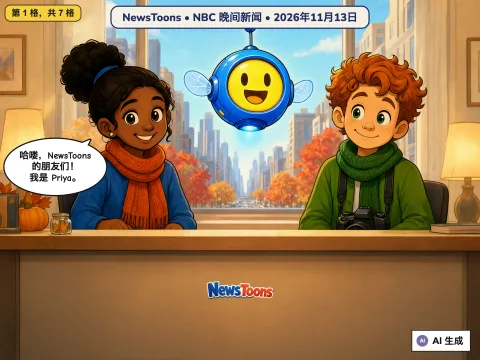 第 1 格，共 7 格
NewsToons • NBC 晚间新闻 • 2026年11月13日
哈喽，NewsToons
的朋友们！
我是 Priya。
NewsToons
AI AI 生成